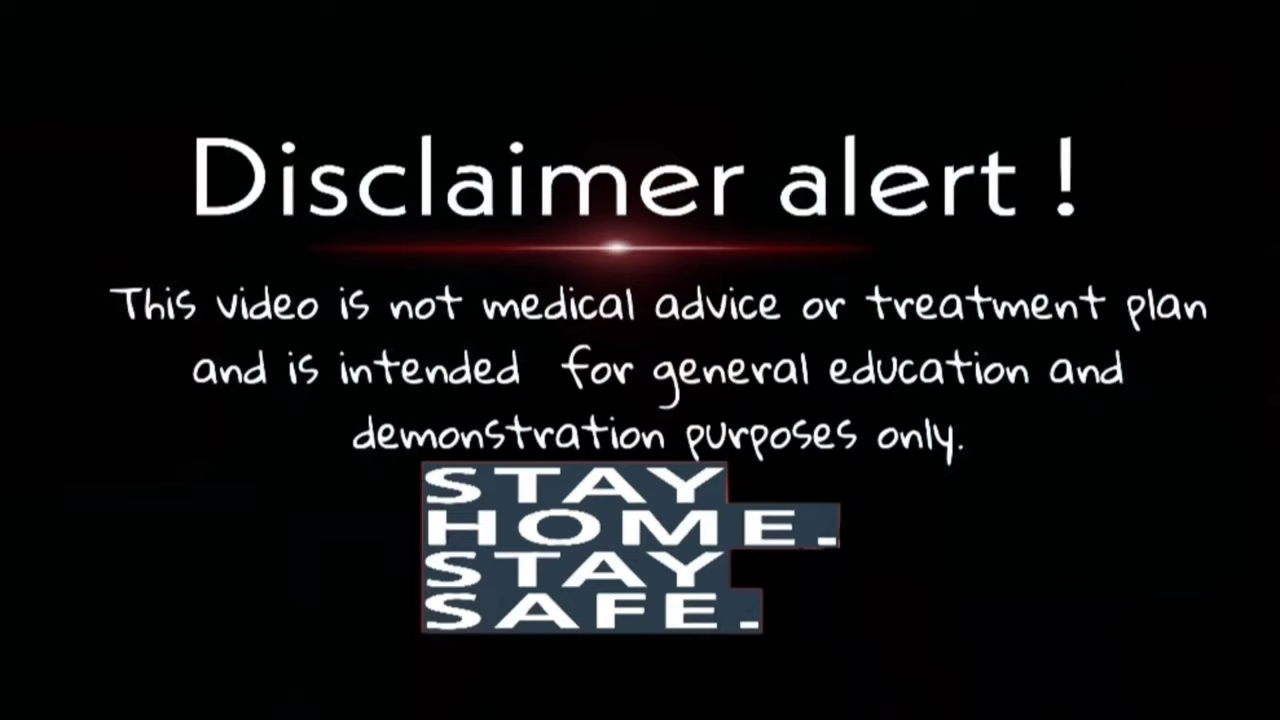 Disclaimer alert !
This video is not medical advice or treatment plan
and is intended for general education and
demonstration purposes only.
STAY
HOME.
STAY
SAFE.